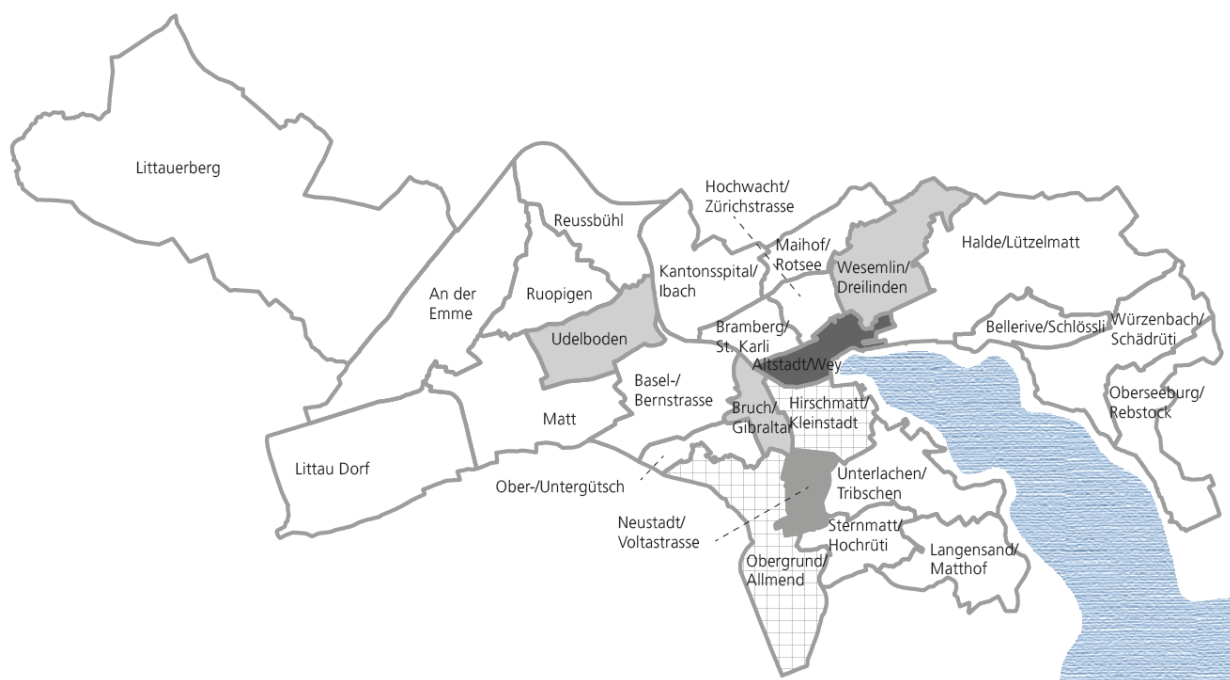 Littauerberg
Reussbühl
Hochwacht/
Zürichstrasse
Maihof/
Rotsee
Wesemlin/
Dreilinden
Halde/Lützelmatt
Kantonsspital/
Ibach
An der
Emme
Ruopigen
Udelboden
Bramberg/
St. Karli
Altstadt/Wey
Bellerive/Schlössli
Würzenbach/
Schädrüti
Oberseeburg/
Rebstock
Basel-/
Bernstrasse
Matt
Bruch/
Gibraltar
Hirschmatt/
Kleinstadt
Littau Dorf
Ober-/Untergütsch
Unterlachen/
Tribschen
Neustadt/
Voltastrasse
Sternmatt/
Hochrüti
Obergrund/
Allmend
Langensand/
Matthof